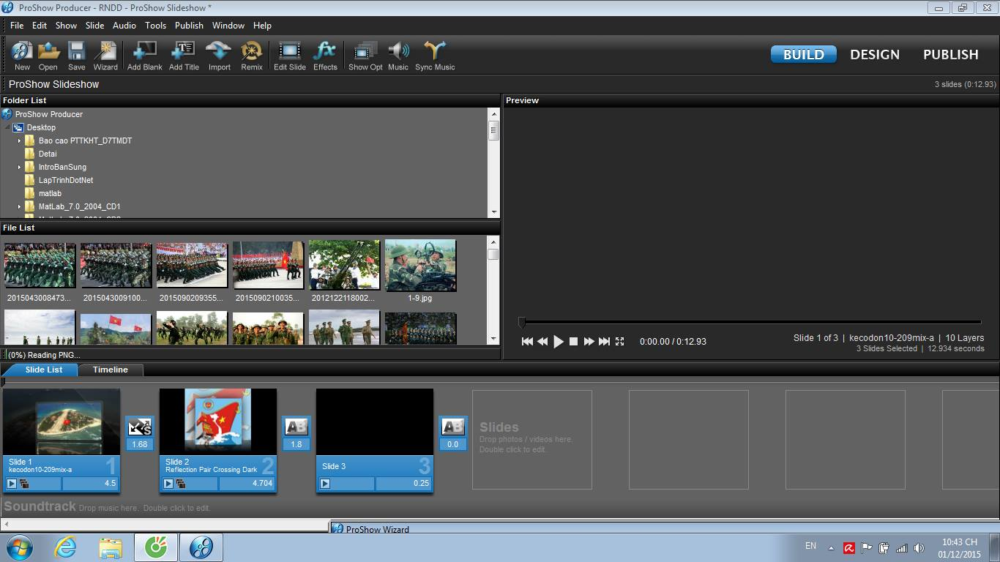 ProShow Producer - RNDD - ProShow Slideshow *
File Edit Show Slide Audio Tools Publish Window Help
New Open Save Wizard Add Blank Add Title Import Remix Edit Slide Effects Show Opt Music Sync Music
BUILD DESIGN PUBLISH
ProShow Slideshow
3 slides (0:12.93)
Folder List
ProShow Producer
Desktop
Bao cao PTTKHT_D7TMDT
Detai
IntroBanSung
LapTrinhDotNet
matlab
MatLab_7.0_2004_CD1
File List
2015043008473... 2015043009100... 2015090209355... 2015090210035... 2012122118002... 1-9.jpg
(0%) Reading PNG...
Preview
0:00.00 / 0:12.93
Slide 1 of 3 | kecodon10-209mix-a | 10 Layers
3 Slides Selected | 12.934 seconds
Slide List Timeline
Slide 1
kecodon10-209mix-a
1
4.5
1.68
Slide 2
Reflection Pair Crossing Dark
2
4.704
AB
1.8
Slide 3
3
0.25
AB
0.0
Slides
Drop photos / videos here.
Double click to edit.
Soundtrack Drop music here. Double click to edit.
ProShow Wizard
EN
10:43 CH
01/12/2015